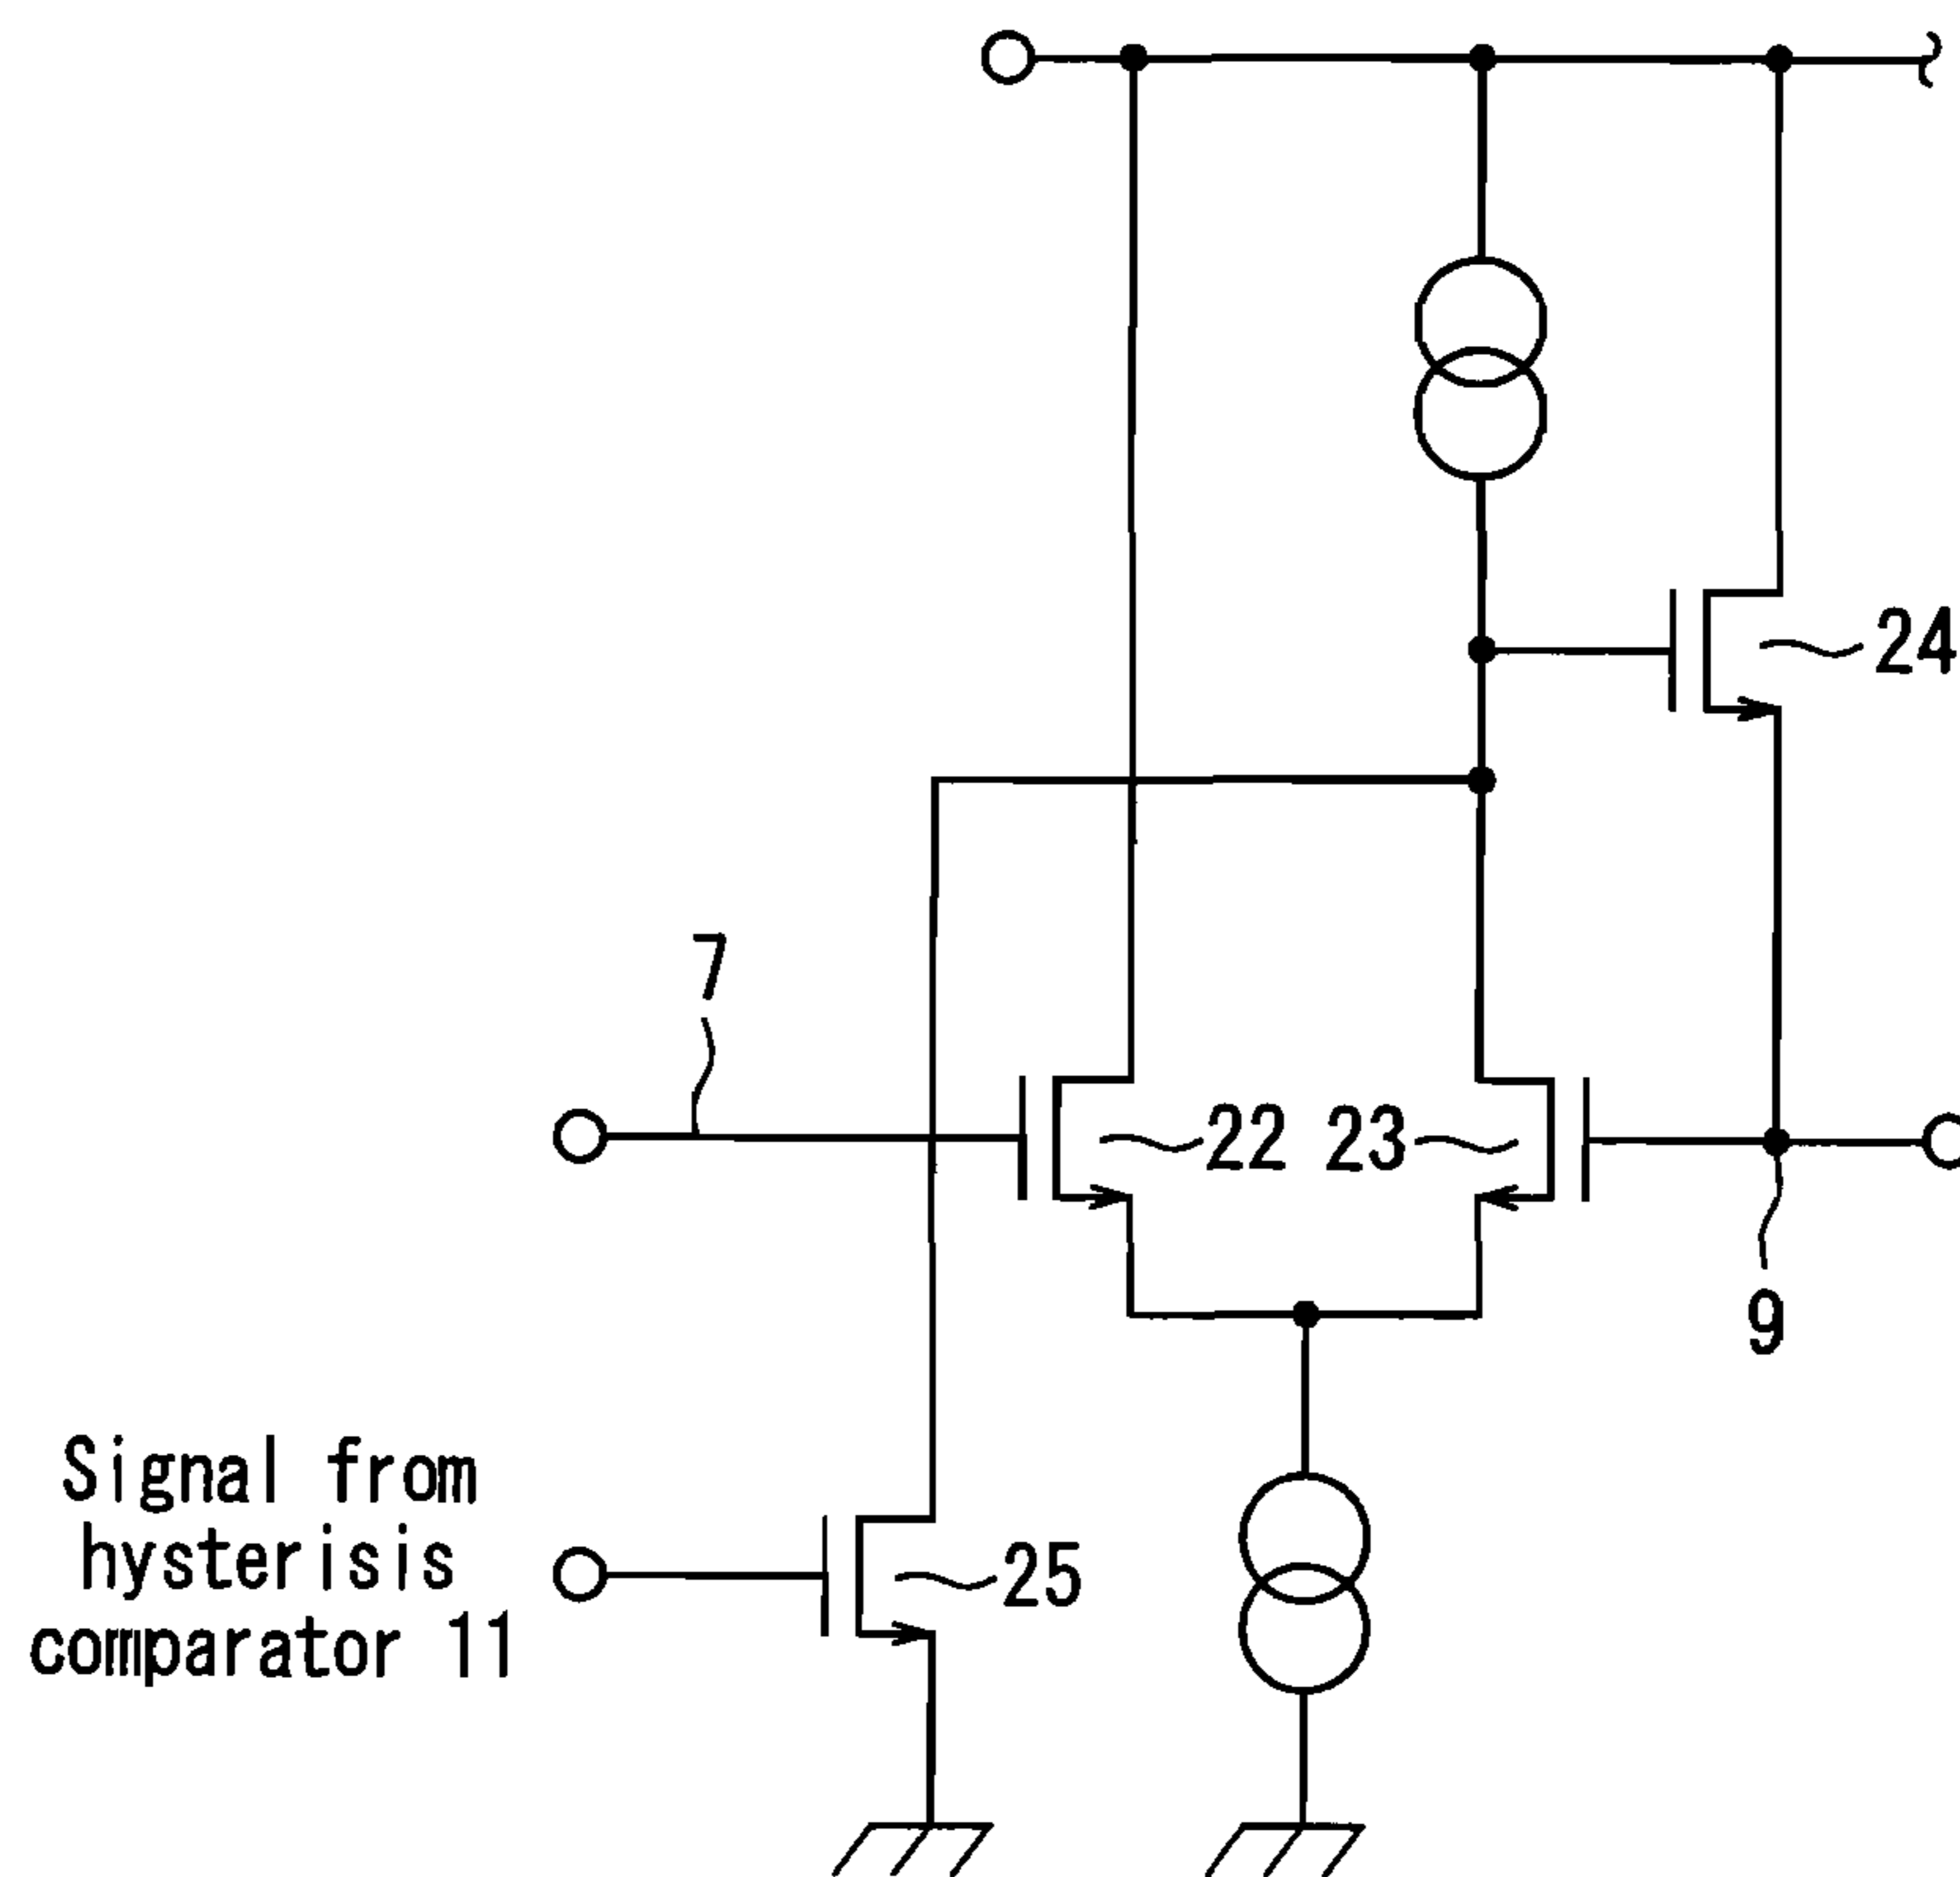 24
7
22
23
9
Signal from
hysterisis
comparator 11
25